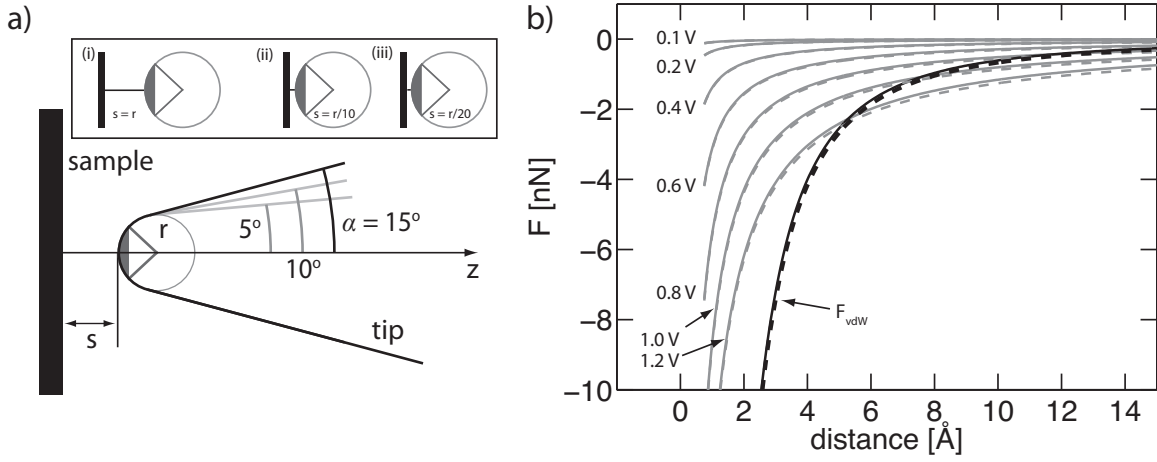 a)
(i)
(ii)
(iii)
s = r
s = r/10
s = r/20
sample
r
5°
10°
α = 15°
z
s
tip
b)
0
−2
−4
−6
−8
−10
F [nN]
0.1 V
0.2 V
0.4 V
0.6 V
0.8 V
1.0 V
1.2 V
FvdW
0 2 4 6 8 10 12 14
distance [Å]